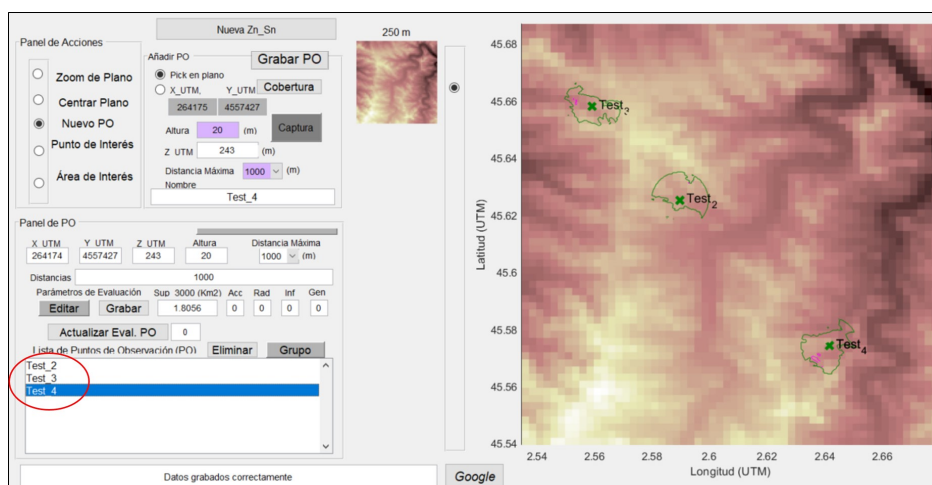 Nueva Zn_Sn
Panel de Acciones
Zoom de Plano
Centrar Plano
Nuevo PO
Punto de Interés
Área de Interés
Añadir PO
Grabar PO
Pick en plano
X_UTM, Y_UTM Cobertura
264175 4557427
Altura 20 (m) Captura
Z_UTM 243 (m)
Distancia Máxima 1000 (m)
Nombre
Test_4
250 m
Panel de PO
X_UTM Y_UTM Z_UTM Altura Distancia Máxima
264174 4557427 243 20 1000 (m)
Distancias 1000
Parámetros de Evaluación Sup_3000 (Km2) Acc Rad Inf Gen
Editar Grabar 1.8056 0 0 0 0
Actualizar Eval. PO 0
Lista de Puntos de Observación (PO) Eliminar Grupo
Test_2
Test_3
Test_4
Datos grabados correctamente
Google
45.68
45.66
45.64
45.62
45.6
45.58
45.56
45.54
Latitud (UTM)
Test3
Test2
Test4
2.54 2.56 2.58 2.6 2.62 2.64 2.66
Longitud (UTM)